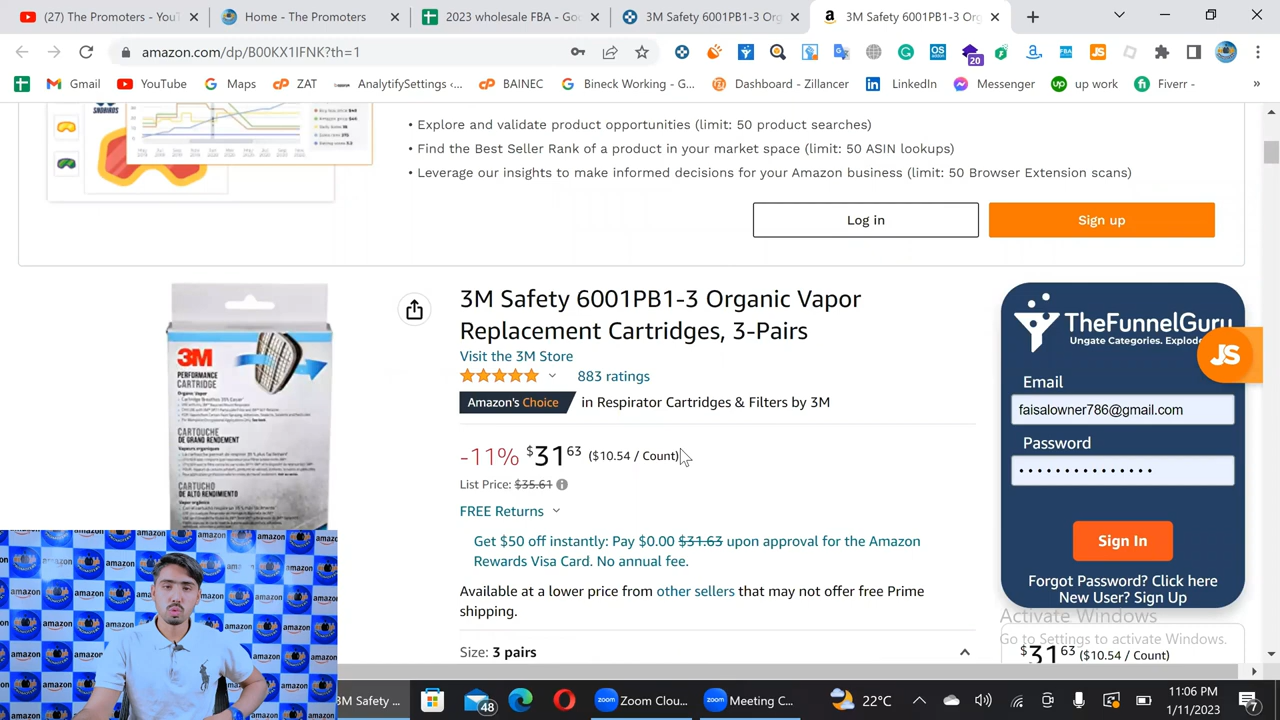 (27) The Promoters - YouT
Home - The Promoters
2023 wholesale FBA - Go
3M Safety 6001PB1-3 Org
3M Safety 6001PB1-3 Org
amazon.com/dp/B00KX1IFNK?th=1
20
Gmail
YouTube
Maps
ZAT
AnalytifySettings ‹...
BAINEC
Bineck Working - G...
Dashboard - Zillancer
LinkedIn
Messenger
up work
Fiverr -
• Explore and validate product opportunities (limit: 50 product searches)
• Find the Best Seller Rank of a product in your market space (limit: 50 ASIN lookups)
• Leverage our insights to make informed decisions for your Amazon business (limit: 50 Browser Extension scans)
Log in
Sign up
3M Safety 6001PB1-3 Organic Vapor
Replacement Cartridges, 3-Pairs
Visit the 3M Store
883 ratings
Amazon's Choice in Respirator Cartridges & Filters by 3M
11% $31 63 ($10.54 / Count)
List Price: $35.61
FREE Returns
Get $50 off instantly: Pay $0.00 $31.63 upon approval for the Amazon
Rewards Visa Card. No annual fee.
Available at a lower price from other sellers that may not offer free Prime
shipping.
Size: 3 pairs
3M
PERFORMANCE
CARTRIDGE
CARTOUCHE
DE GRAND RENDEMENT
CARTUCHO
DE ALTO RENDIMIENTO
TheFunnelGuru
Ungate Categories. Explod
JS
Email
faisalowner786@gmail.com
Password
Sign In
Forgot Password? Click here
New User? Sign Up
Activate Windows
Go to Settings to activate Windows.
$31 63 ($10.54 / Count)
amazon
3M Safety ...
48
Zoom Clou...
Meeting C...
22°C
11:06 PM
1/11/2023
7